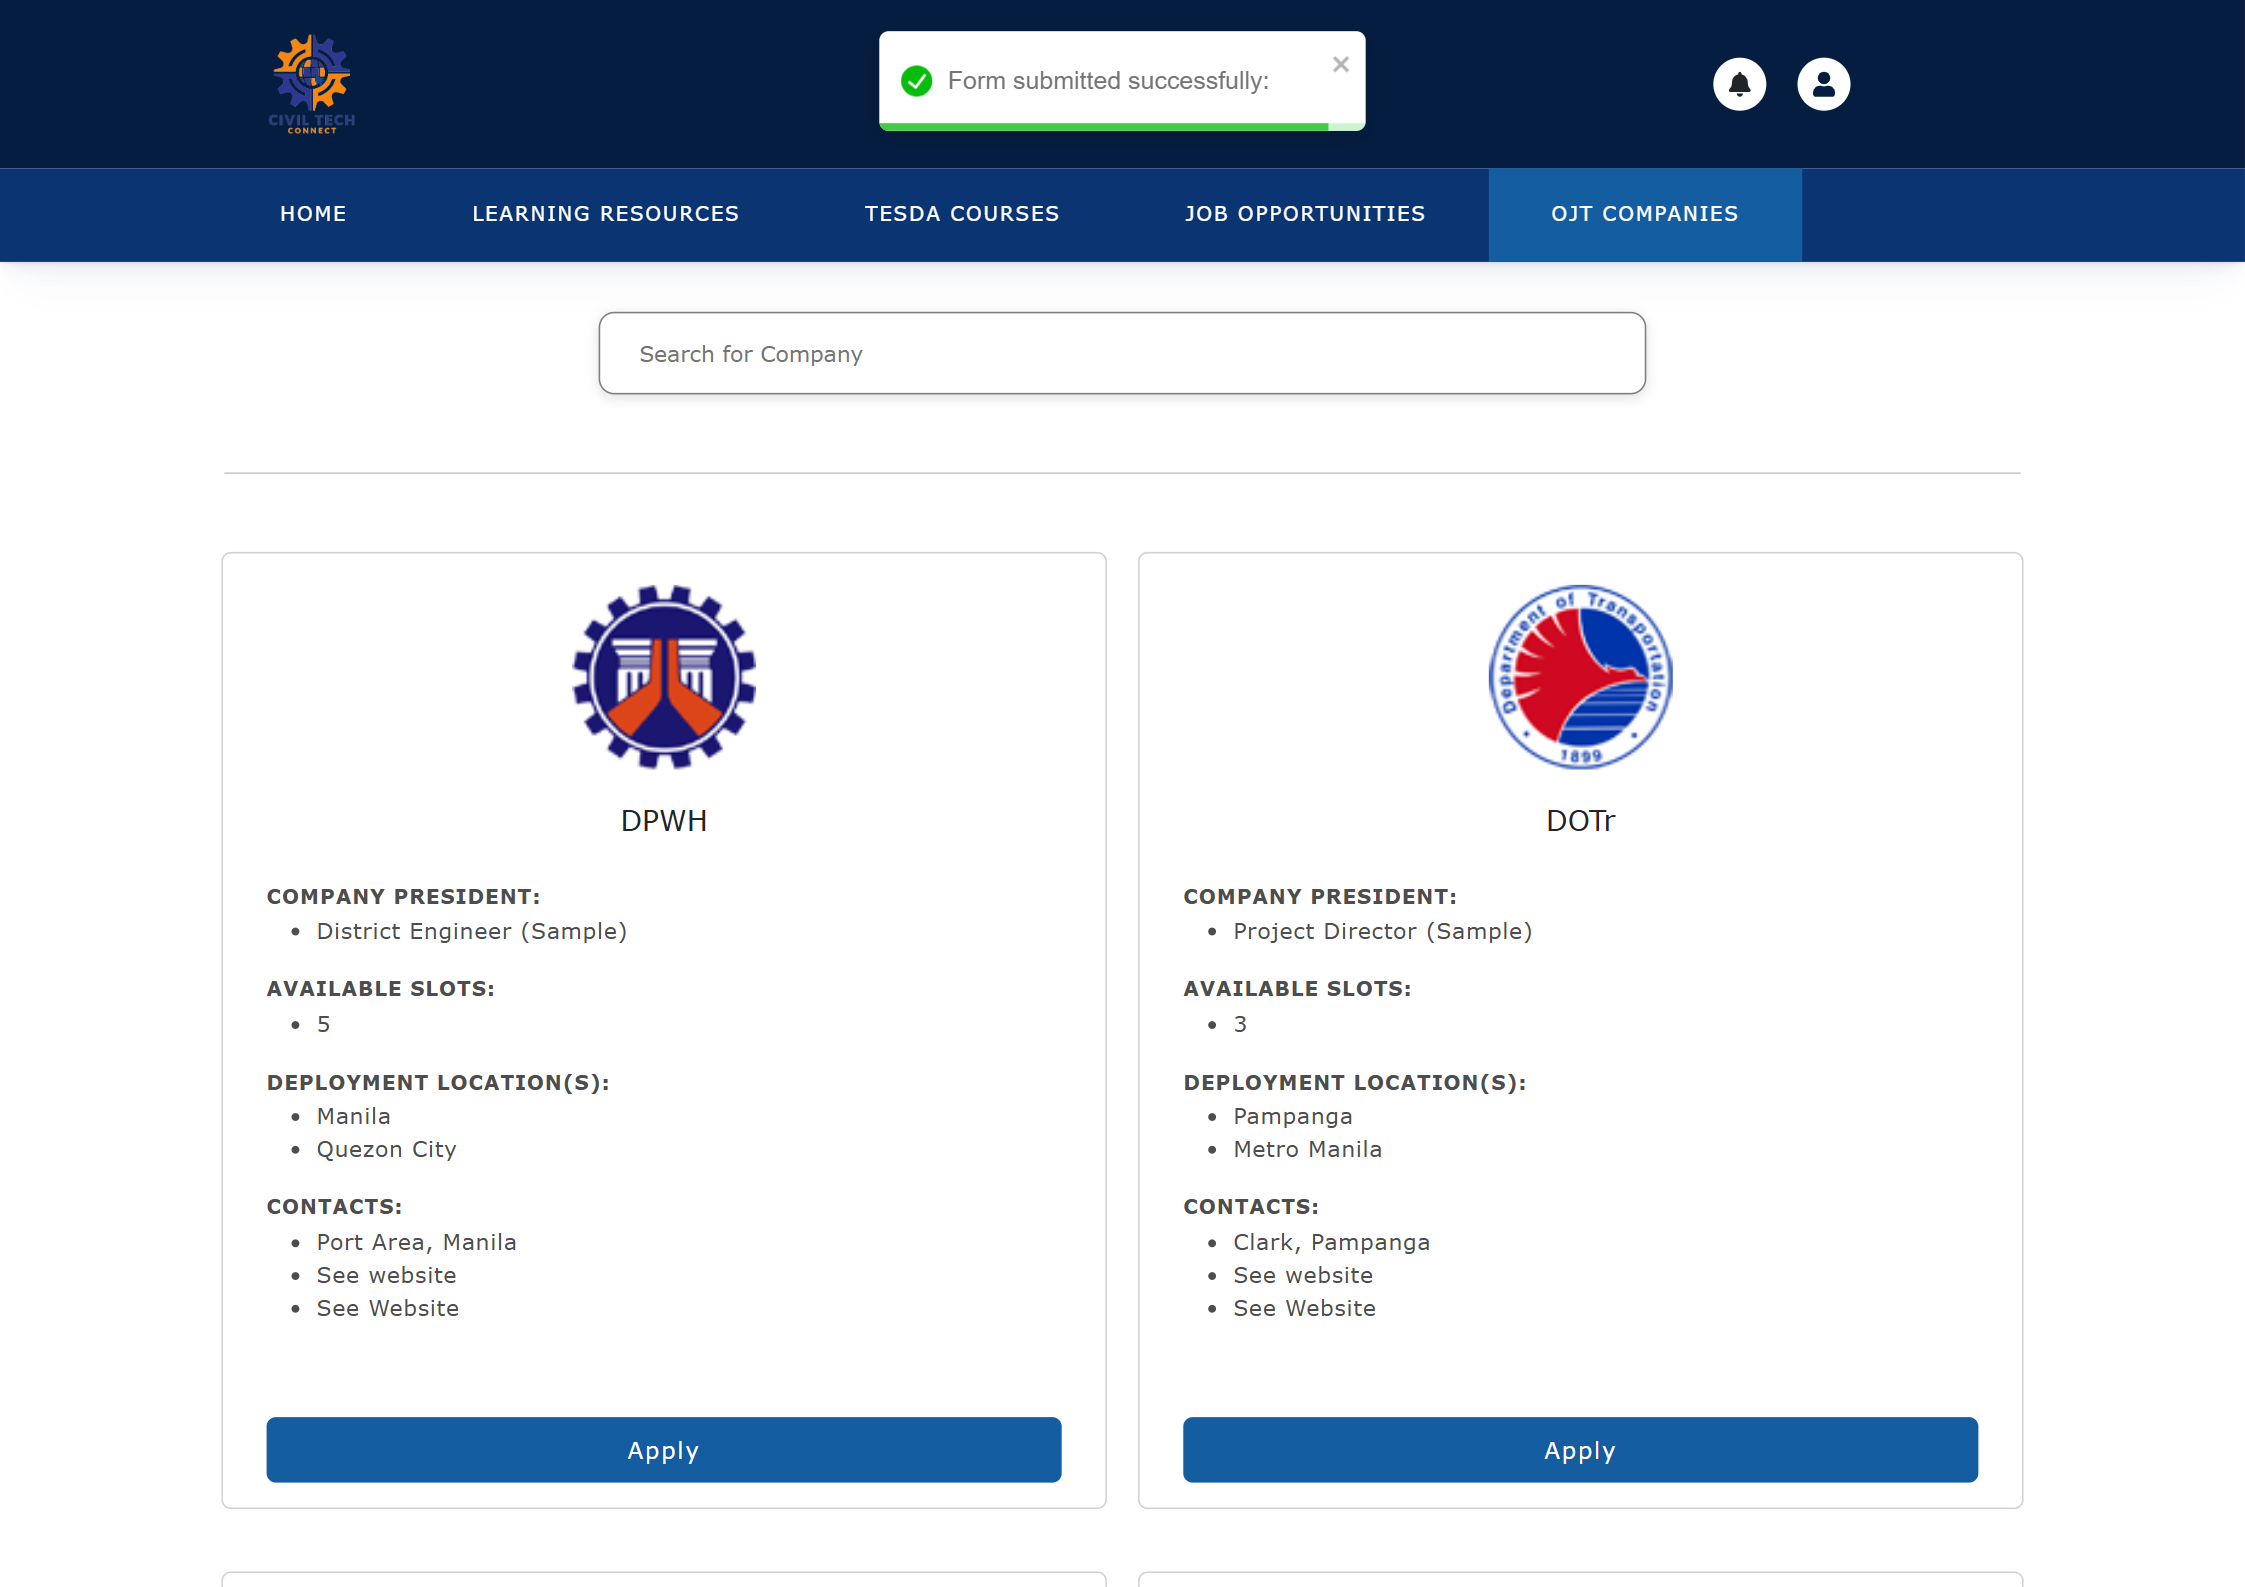 CIVIL TECH
CONNECT
Form submitted successfully:
HOME
LEARNING RESOURCES
TESDA COURSES
JOB OPPORTUNITIES
OJT COMPANIES
Search for Company
DPWH
COMPANY PRESIDENT:
District Engineer (Sample)
AVAILABLE SLOTS:
5
DEPLOYMENT LOCATION(S):
Manila
Quezon City
CONTACTS:
Port Area, Manila
See website
See Website
Apply
Department of Transportation
1899
DOTr
COMPANY PRESIDENT:
Project Director (Sample)
AVAILABLE SLOTS:
3
DEPLOYMENT LOCATION(S):
Pampanga
Metro Manila
CONTACTS:
Clark, Pampanga
See website
See Website
Apply